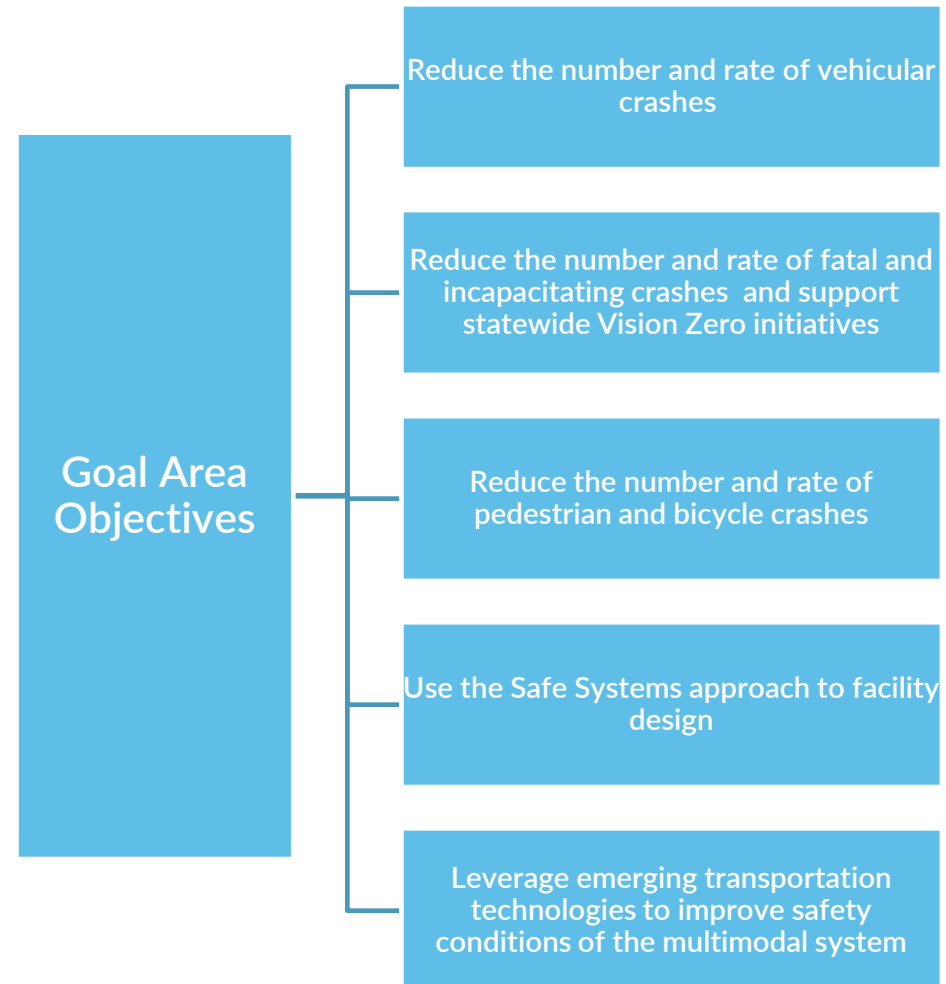 Reduce the number and rate of vehicular
crashes
Reduce the number and rate of fatal and
incapacitating crashes  and support
statewide Vision Zero initiatives
Goal Area
Objectives
Reduce the number and rate of
pedestrian and bicycle crashes
Use the Safe Systems approach to facility
design
Leverage emerging transportation
technologies to improve safety
conditions of the multimodal system